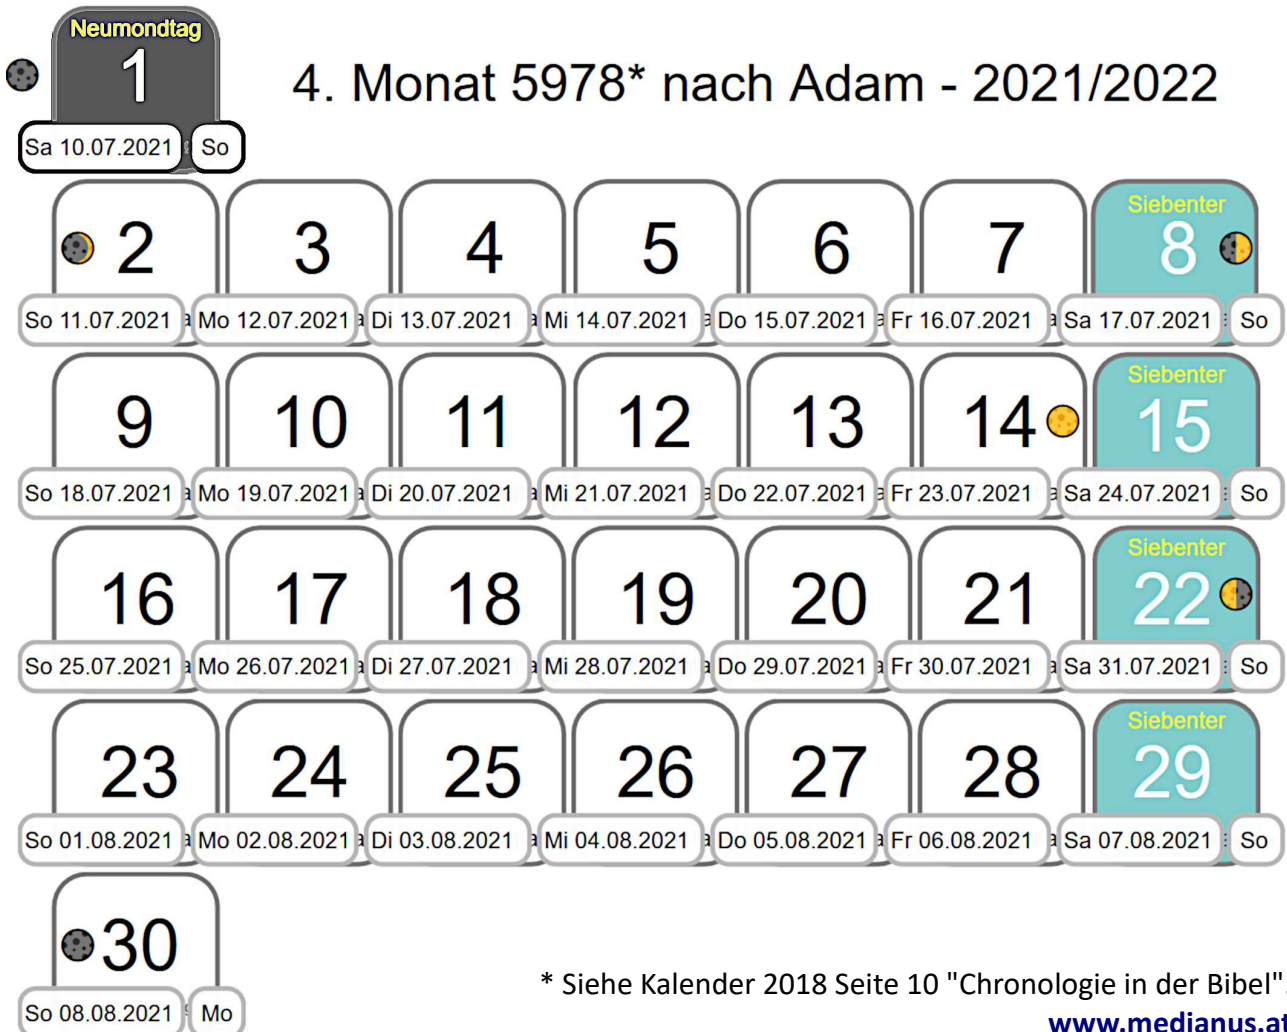 Neumondtag
1
4. Monat 5978* nach Adam - 2021/2022
Sa 10.07.2021 So
Siebenter
2 3 4 5 6 7 8
So 11.07.2021 Mo 12.07.2021 Di 13.07.2021 Mi 14.07.2021 Do 15.07.2021 Fr 16.07.2021 Sa 17.07.2021 So
Siebenter
9 10 11 12 13 14 15
So 18.07.2021 Mo 19.07.2021 Di 20.07.2021 Mi 21.07.2021 Do 22.07.2021 Fr 23.07.2021 Sa 24.07.2021 So
Siebenter
16 17 18 19 20 21 22
So 25.07.2021 Mo 26.07.2021 Di 27.07.2021 Mi 28.07.2021 Do 29.07.2021 Fr 30.07.2021 Sa 31.07.2021 So
Siebenter
23 24 25 26 27 28 29
So 01.08.2021 Mo 02.08.2021 Di 03.08.2021 Mi 04.08.2021 Do 05.08.2021 Fr 06.08.2021 Sa 07.08.2021 So
30
* Siehe Kalender 2018 Seite 10 "Chronologie in der Bibel".
So 08.08.2021 Mo
www.medianus.at